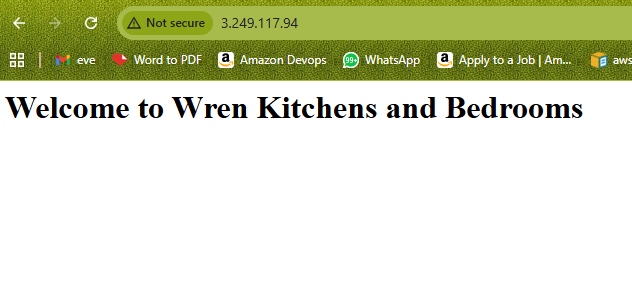 Not secure 3.249.117.94
eve Word to PDF Amazon Devops 99+ WhatsApp Apply to a Job | Am... aws
Welcome to Wren Kitchens and Bedrooms